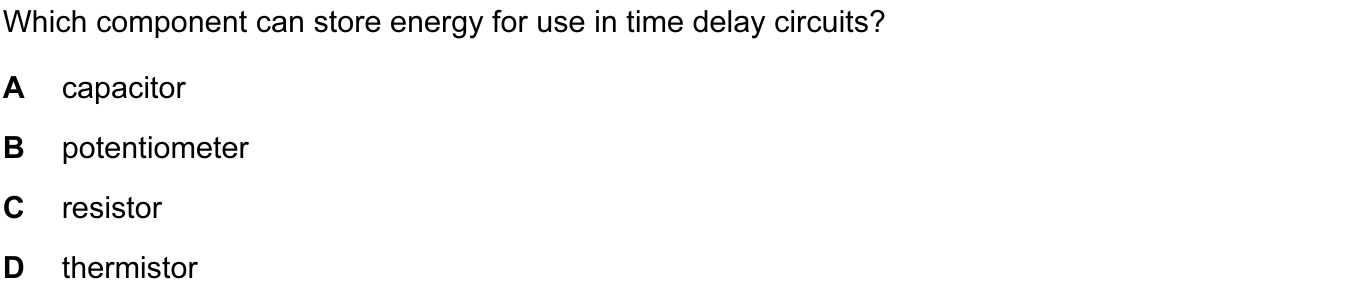 Which component can store energy for use in time delay circuits?
A capacitor
B potentiometer
C resistor
D thermistor